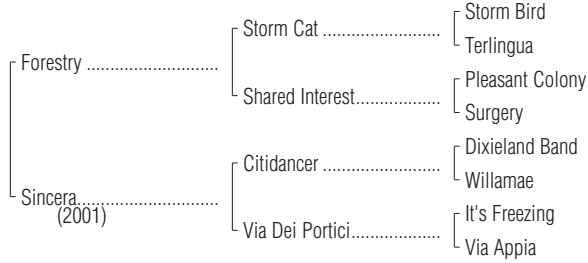 Storm Bird
Storm Cat ..........................
Terlingua
Forestry .............................
Pleasant Colony
Shared Interest...................
Surgery
Dixieland Band
Citidancer ..........................
Willamae
Sincera...............................
(2001)
It's Freezing
Via Dei Portici....................
Via Appia